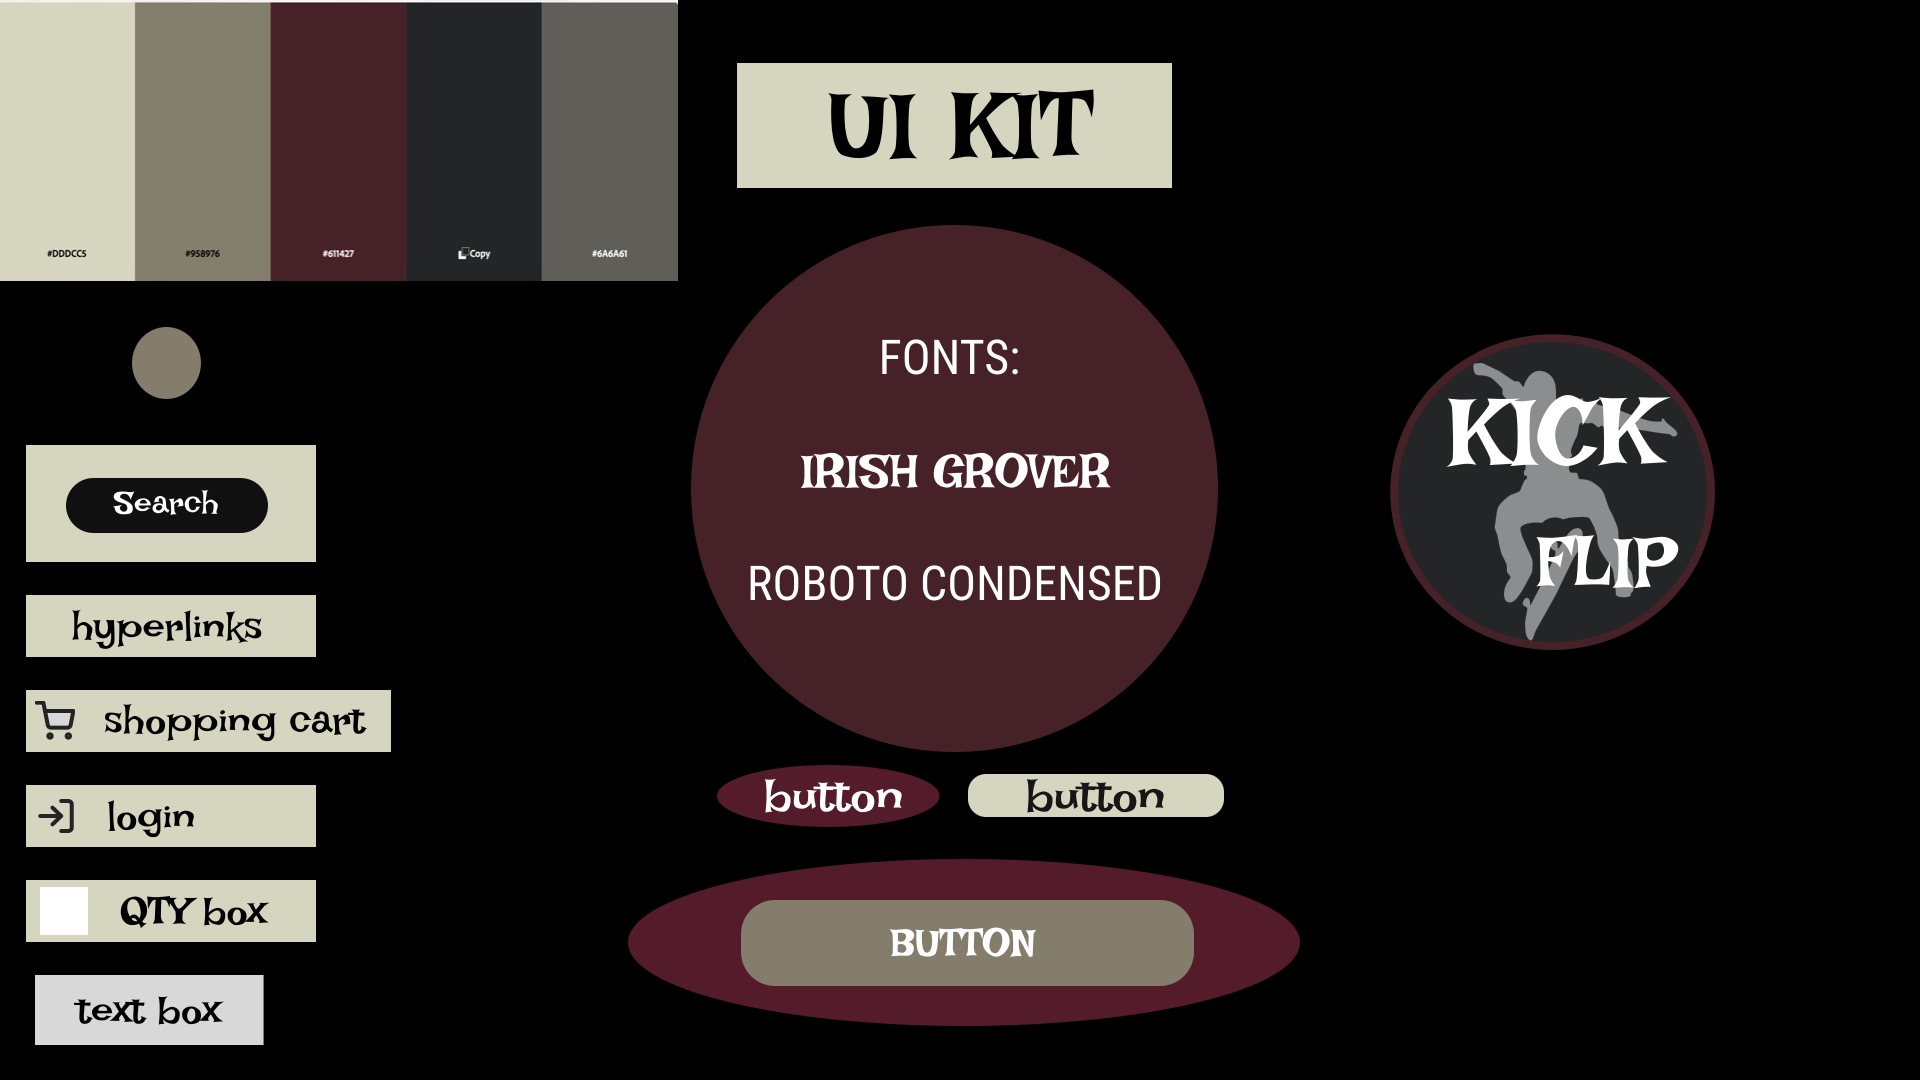 #DDDCC5
#958976
#611427
Copy
#6A6A61
UI KIT
FONTS:
IRISH GROVER
ROBOTO CONDENSED
KICK
FLIP
Search
hyperlinks
shopping cart
login
QTY box
text box
button
button
BUTTON